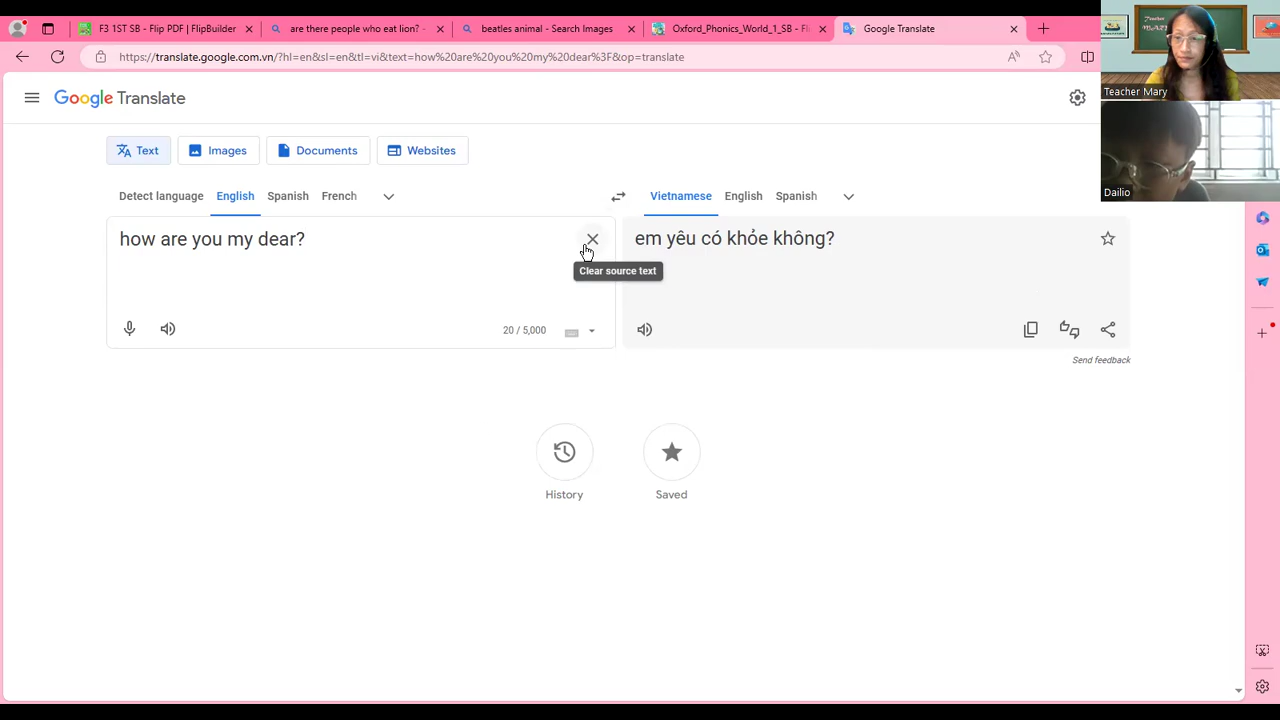 F3 1ST SB - Flip PDF | FlipBuilder
are there people who eat lion? -
beatles animal - Search Images
Oxford_Phonics_World_1_SB - Fli
Google Translate
https://translate.google.com.vn/?hl=en&sl=en&tl=vi&text=how%20are%20you%20my%20dear%3F&op=translate
Teacher Mary
Dailio
Google Translate
Text
Images
Documents
Websites
Detect language English Spanish French
Vietnamese English Spanish
how are you my dear?
em yêu có khỏe không?
Clear source text
20 / 5,000
Send feedback
History
Saved